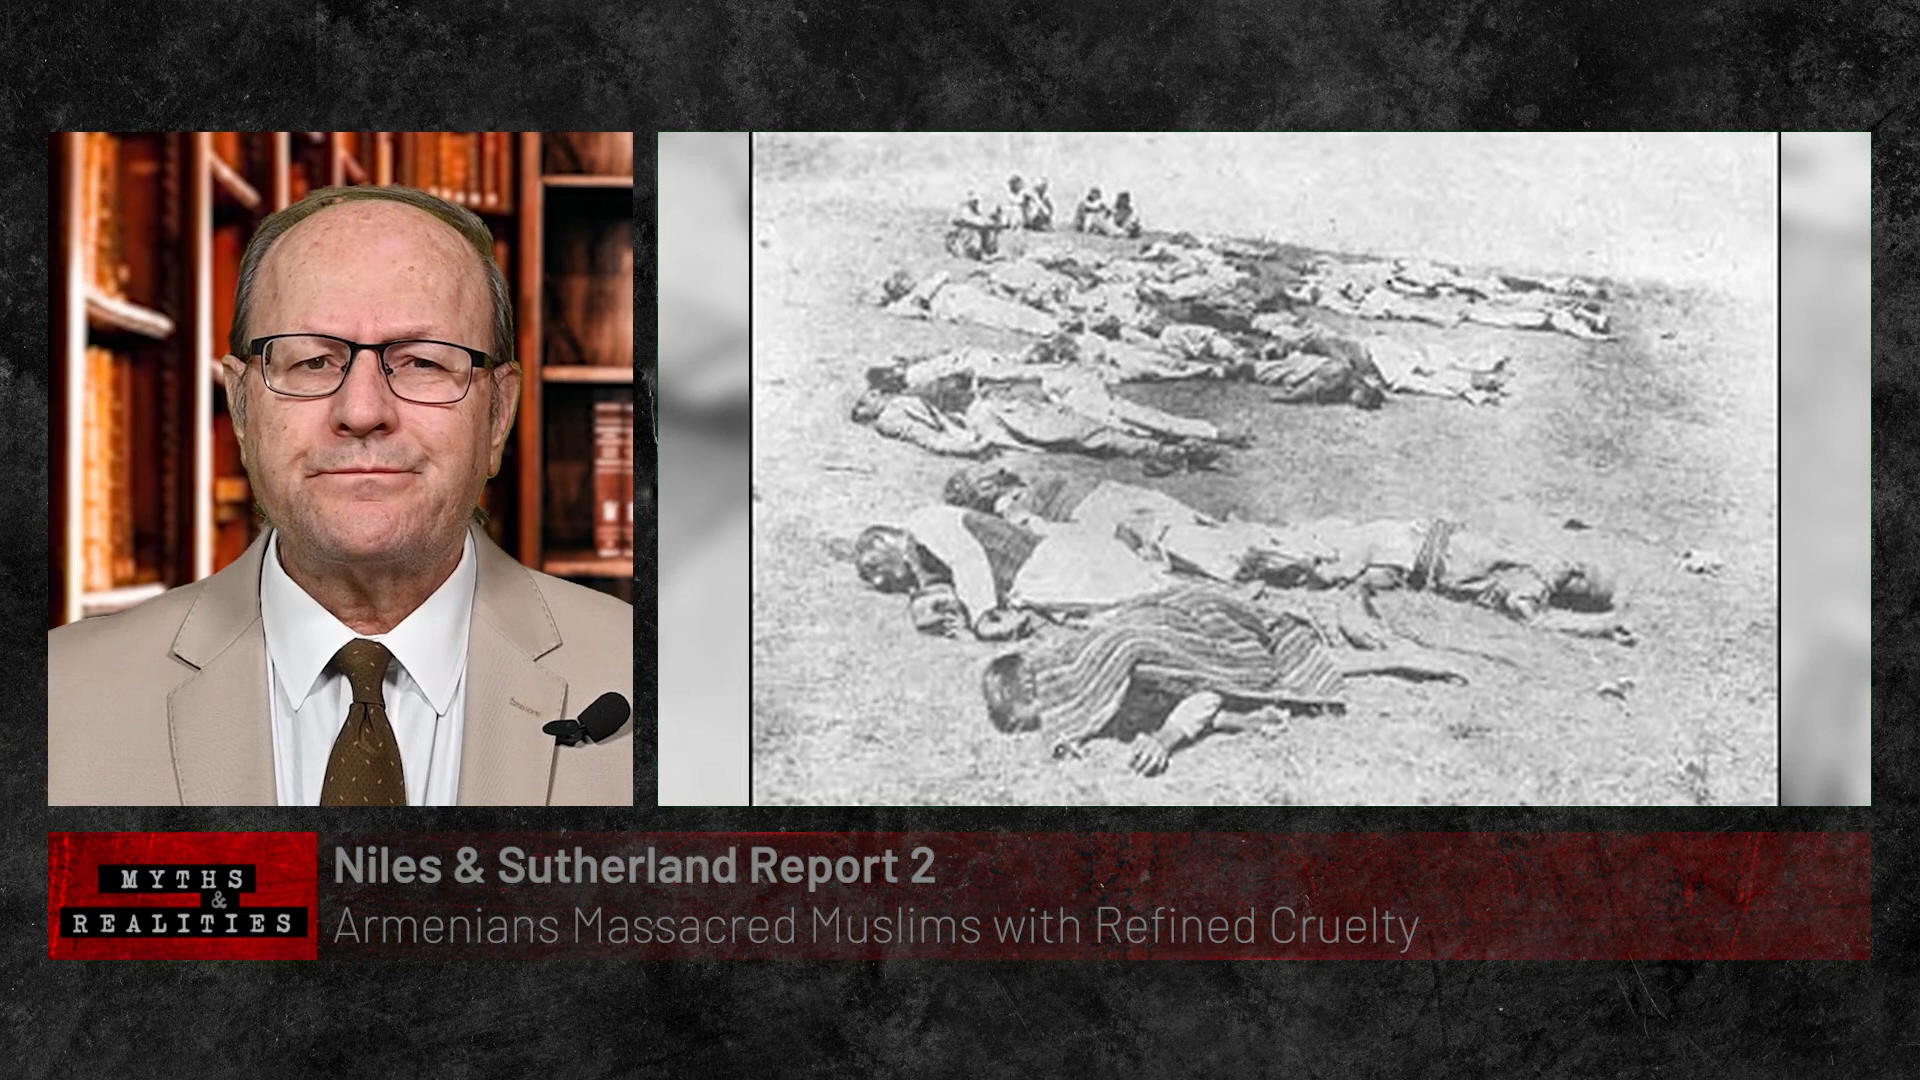 MYTHS
&
REALITIES
Niles & Sutherland Report 2
Armenians Massacred Muslims with Refined Cruelty